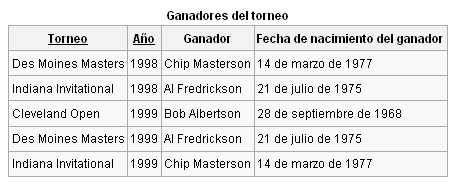 Ganadores del torneo
Torneo Año Ganador Fecha de nacimiento del ganador
Des Moines Masters 1998 Chip Masterson 14 de marzo de 1977
Indiana Invitational 1998 Al Fredrickson 21 de julio de 1975
Cleveland Open 1999 Bob Albertson 28 de septiembre de 1968
Des Moines Masters 1999 Al Fredrickson 21 de julio de 1975
Indiana Invitational 1999 Chip Masterson 14 de marzo de 1977